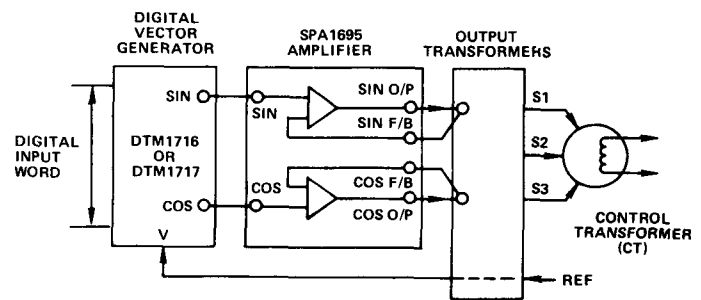 DIGITAL
VECTOR
GENERATOR
SPA1695
AMPLIFIER
OUTPUT
TRANSFORMERS
SIN
SIN
SIN O/P
SIN F/B
DIGITAL
INPUT
WORD
DTM1716
OR
DTM1717
COS
COS
COS F/B
COS O/P
V
S1
S2
S3
CONTROL
TRANSFORMER
(CT)
REF